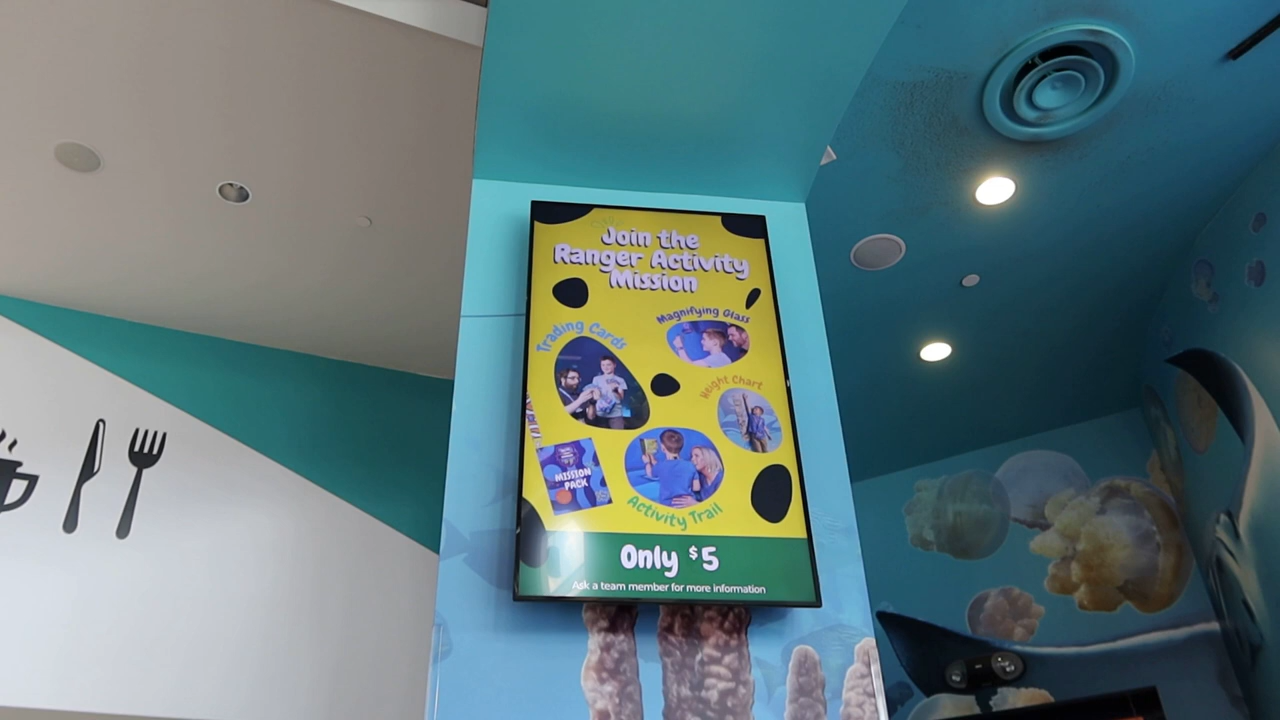 Join the
Ranger Activity
Mission
Magnifying Glass
Trading Cards
Height Chart
MISSION
PACK
Activity Trail
Only $5
Ask a team member for more information